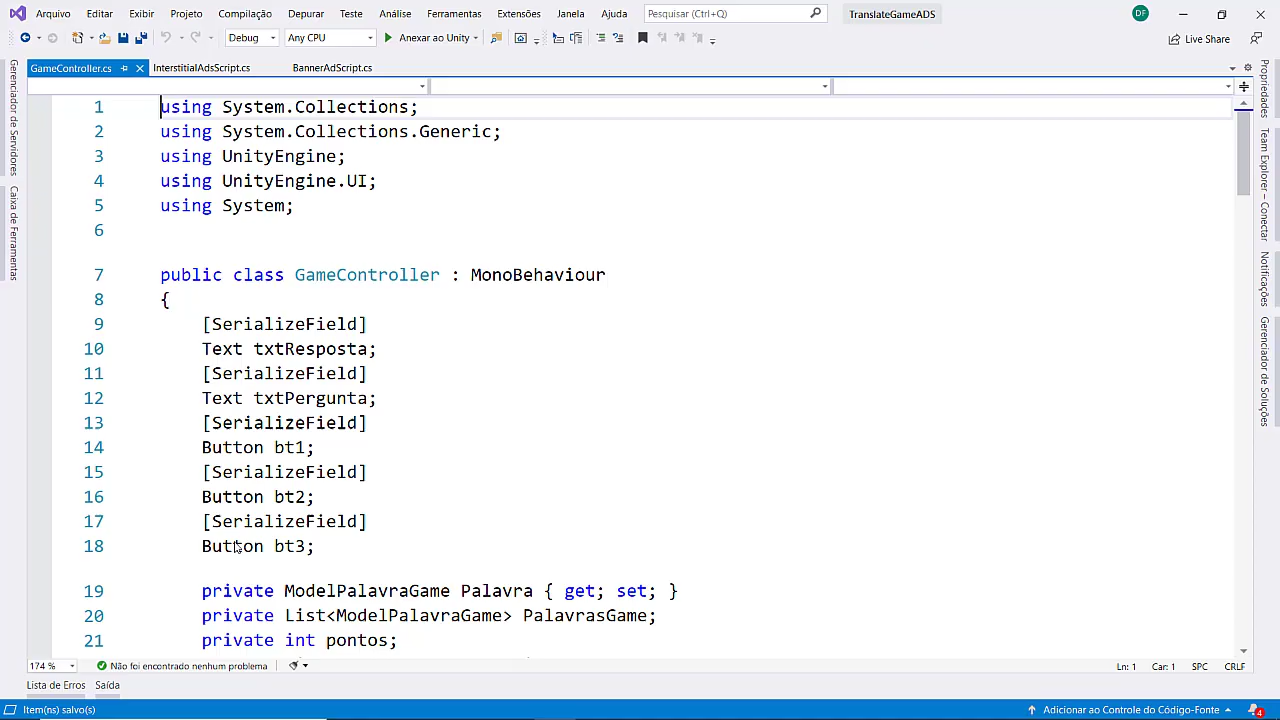 Arquivo Editar Exibir Projeto Compilação Depurar Teste Análise Ferramentas Extensões Janela Ajuda Pesquisar (Ctrl+Q) TranslateGameADS DF
Debug Any CPU Anexar ao Unity Live Share
GameController.cs InterstitialAdsScript.cs BannerAdScript.cs
Gerenciador de Servidores
Caixa de Ferramentas
1 using System.Collections;
2 using System.Collections.Generic;
3 using UnityEngine;
4 using UnityEngine.UI;
5 using System;
6
7 public class GameController : MonoBehaviour
8 {
9 [SerializeField]
10 Text txtResposta;
11 [SerializeField]
12 Text txtPergunta;
13 [SerializeField]
14 Button bt1;
15 [SerializeField]
16 Button bt2;
17 [SerializeField]
18 Button bt3;
19 private ModelPalavraGame Palavra { get; set; }
20 private List<ModelPalavraGame> PalavrasGame;
21 private int pontos;
Propriedades
Team Explorer – Conectar
Notificações
Gerenciador de Soluções
174 % Não foi encontrado nenhum problema Ln: 1 Car: 1 SPC CRLF
Lista de Erros Saída
Item(ns) salvo(s) Adicionar ao Controle do Código-Fonte 4